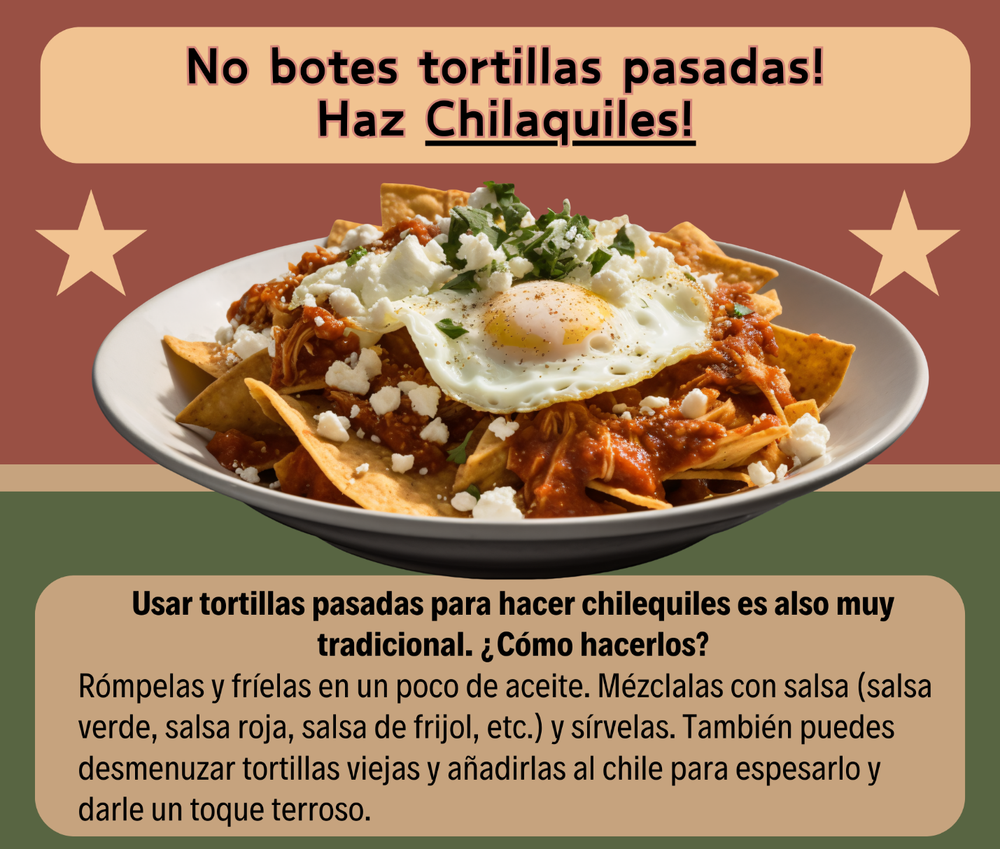 No botes tortillas pasadas!
Haz Chilaquiles!
Usar tortillas pasadas para hacer chilequiles es also muy
tradicional. ¿Cómo hacerlos?
Rómpelas y fríelas en un poco de aceite. Mézclalas con salsa (salsa
verde, salsa roja, salsa de frijol, etc.) y sírvelas. También puedes
desmenuzar tortillas viejas y añadirlas al chile para espesarlo y
darle un toque terroso.